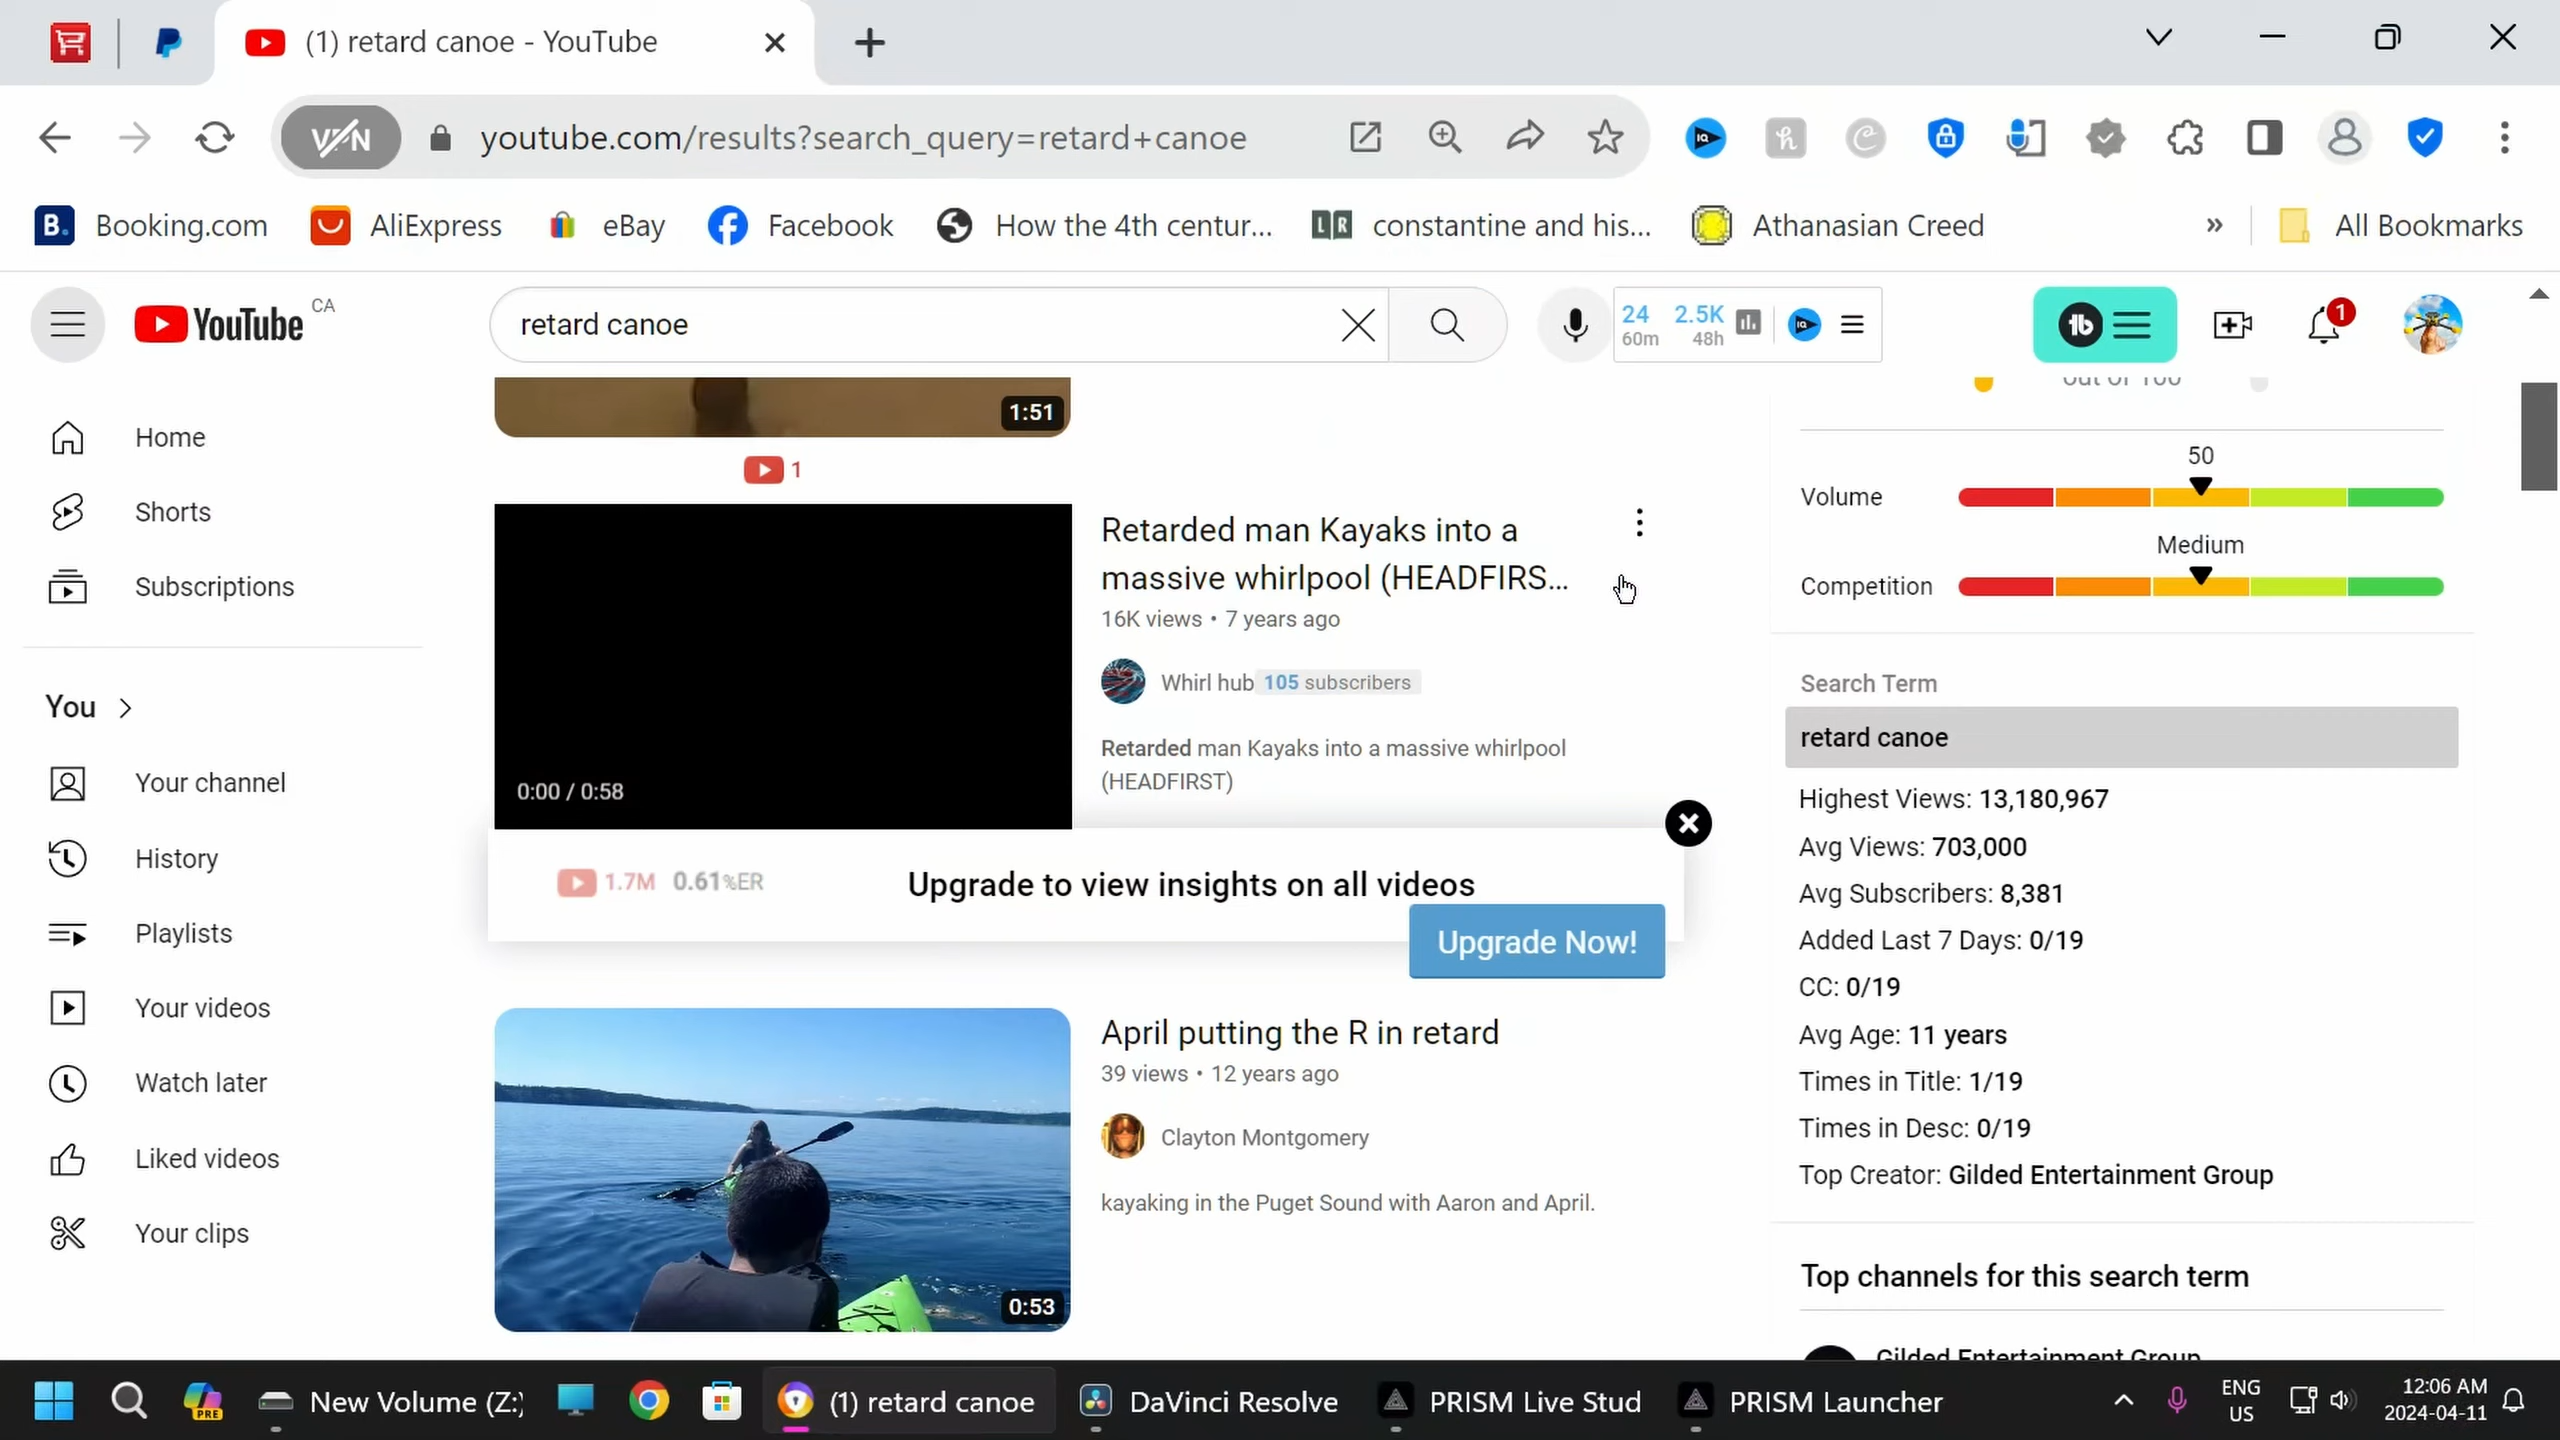 (1) retard canoe - YouTube
VPN
youtube.com/results?search_query=retard+canoe
B. Booking.com
AliExpress
eBay
Facebook
How the 4th centur...
LR constantine and his...
Athanasian Creed
»
All Bookmarks
YouTube CA
retard canoe
24 60m
2.5K 48h
1
Home
Shorts
Subscriptions
You
Your channel
History
Playlists
Your videos
Watch later
Liked videos
Your clips
1:51
1
Retarded man Kayaks into a
massive whirlpool (HEADFIRS...
16K views • 7 years ago
Whirl hub 105 subscribers
Retarded man Kayaks into a massive whirlpool
(HEADFIRST)
0:00 / 0:58
1.7M 0.61%ER
Upgrade to view insights on all videos
Upgrade Now!
April putting the R in retard
39 views • 12 years ago
Clayton Montgomery
kayaking in the Puget Sound with Aaron and April.
0:53
out of 100
50
Volume
Medium
Competition
Search Term
retard canoe
Highest Views: 13,180,967
Avg Views: 703,000
Avg Subscribers: 8,381
Added Last 7 Days: 0/19
CC: 0/19
Avg Age: 11 years
Times in Title: 1/19
Times in Desc: 0/19
Top Creator: Gilded Entertainment Group
Top channels for this search term
Gilded Entertainment Group
PRE
New Volume (Z:)
(1) retard canoe
DaVinci Resolve
PRISM Live Stud
PRISM Launcher
ENG
US
12:06 AM
2024-04-11